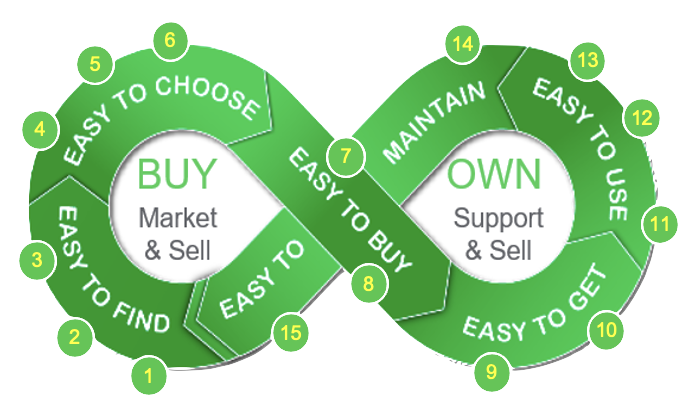 6
5
4
EASY TO CHOOSE
BUY
Market
& Sell
3
EASY TO FIND
2
1
EASY TO
15
MAINTAIN
14
7
EASY TO BUY
8
OWN
Support
& Sell
13
12
EASY TO USE
11
EASY TO GET
10
9